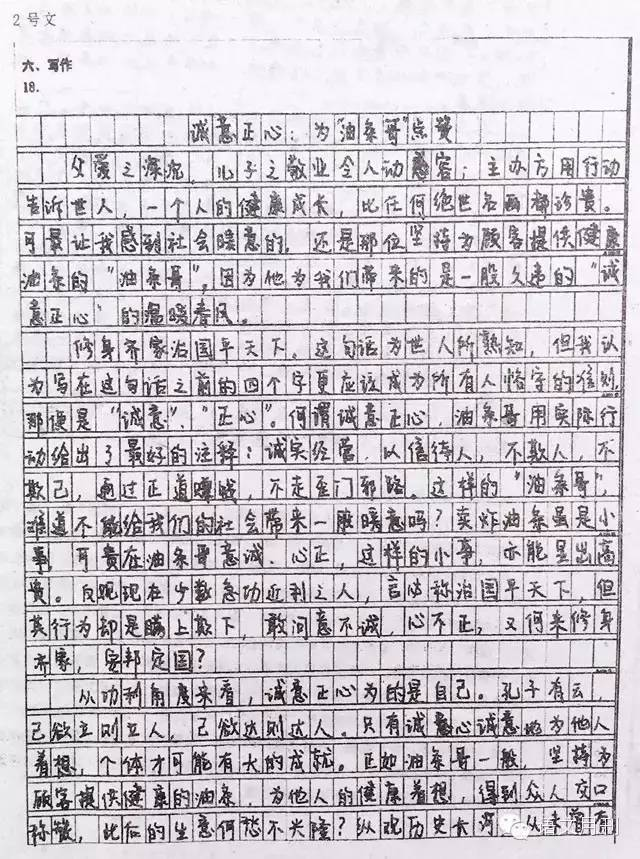 2号文
六、写作
18.
诚意正心：为“油条哥”点赞
父爱之深沉，儿子之敬业令人动容；主办方用行动
告诉世人，一个人的健康成长，比任何绝世名画都珍贵。
可最让我感到社会暖意的，还是那位坚持为顾客提供健康
油条的“油条哥”，因为他为我们带来的是一股久违的“诚
意正心”的温暖春风。
修身齐家治国平天下。这句话为世人所熟知，但我认
为写在这句话之前的四个字更应该成为所有人恪守的准则，
那便是“诚意”、“正心”。何谓诚意正心，油条哥用实际行
动给出了最好的注释：诚实经营，以信待人，不欺人，不
欺己，通过正道赚钱，不走歪门邪路。这样的“油条哥”，
难道不能给我们的社会带来一股暖意吗？卖炸油条虽是小
事，可贵在油条哥意诚、心正，这样的小事，亦能显出高
贵。反观现在少数急功近利之人，言必称治国平天下，但
其行为却是瞒上欺下，敢问意不诚，心不正，又何来修身
齐家，安邦定国？
从功利角度来看，诚意正心为的是自己。孔子有云，
己欲立则立人，己欲达则达人。只有诚意心诚意地为他人
着想，个体才可能有大的成就。正如油条哥一般，坚持为
顾客提供健康的油条，为他人的健康着想，得到众人交口
称赞，此后的生意何愁不兴隆？纵观历史长河，从未曾有